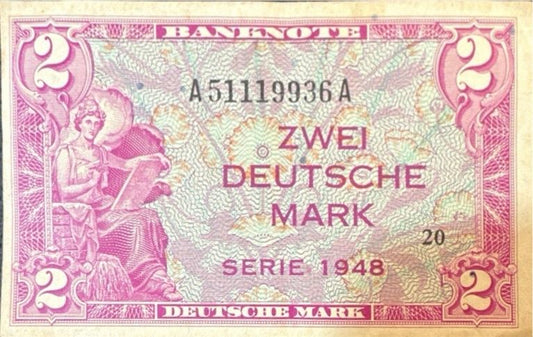 2 BANKNOTE 2
A51119936A
ZWEI
DEUTSCHE
MARK
20
SERIE 1948
2 DEUTSCHE MARK 2